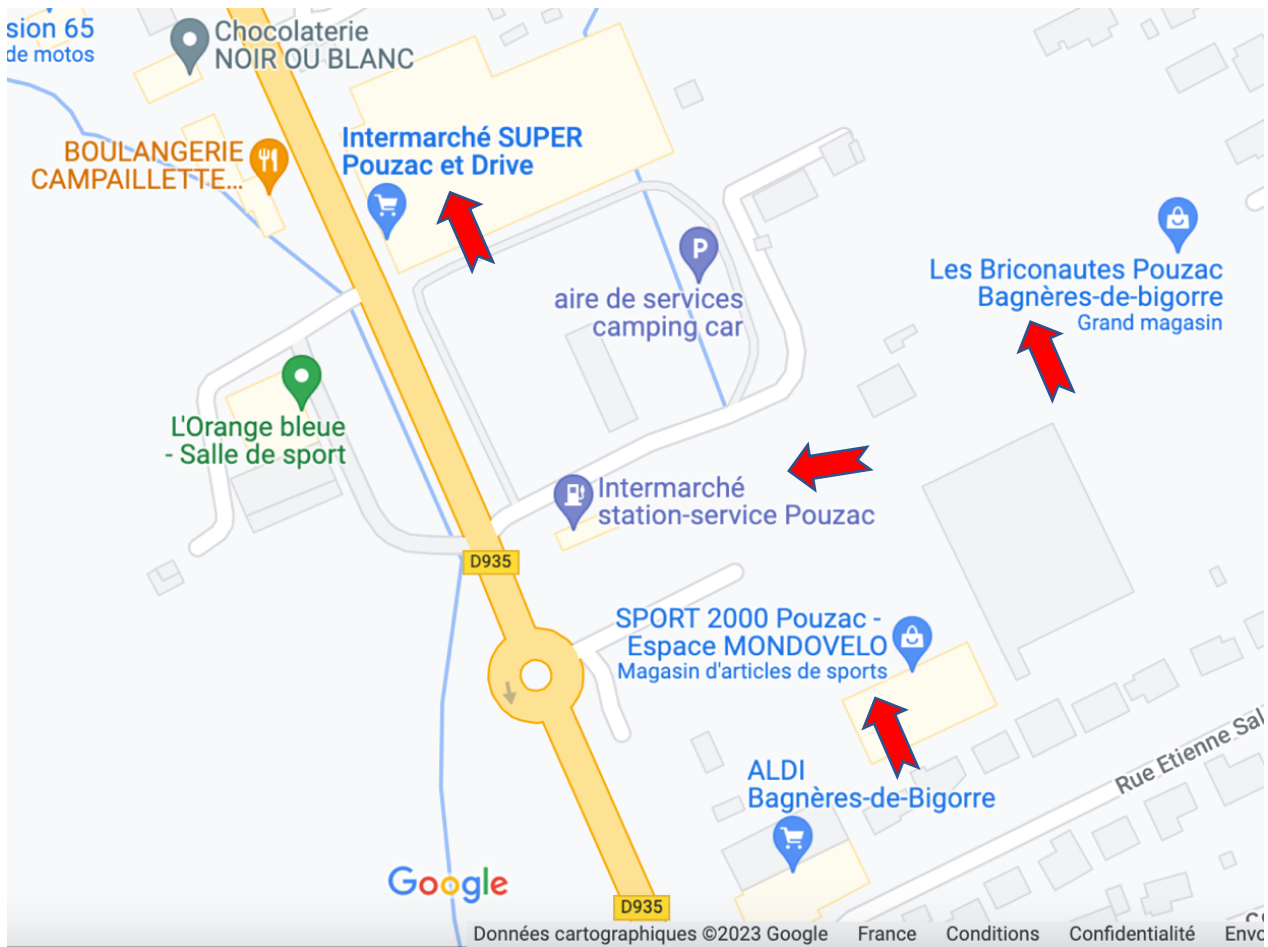 sion 65
de motos
Chocolaterie
NOIR OU BLANC
BOULANGERIE
CAMPAILLETTE...
Intermarché SUPER
Pouzac et Drive
P
aire de services
camping car
Les Briconautes Pouzac
Bagnères-de-bigorre
Grand magasin
L'Orange bleue
- Salle de sport
Intermarché
station-service Pouzac
D935
SPORT 2000 Pouzac -
Espace MONDOVELO
Magasin d'articles de sports
ALDI
Bagnères-de-Bigorre
Rue Etienne Sal
Google
D935
Données cartographiques ©2023 Google France Conditions Confidentialité Envo